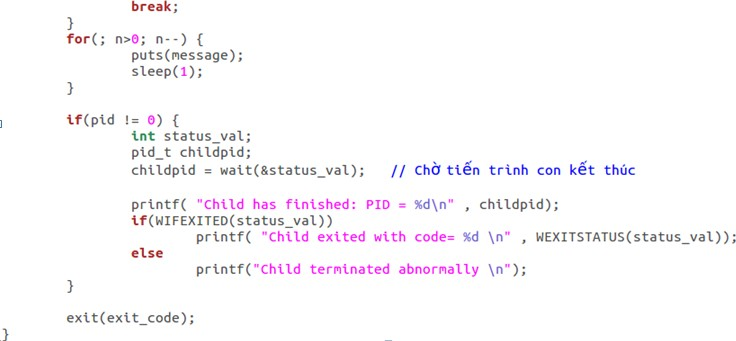 break;
}
for(; n>0; n--) {
puts(message);
sleep(1);
}
if(pid != 0) {
int status_val;
pid_t childpid;
childpid = wait(&status_val);   // Chờ tiến trình con kết thúc
printf( "Child has finished: PID = %d\n" , childpid);
if(WIFEXITED(status_val))
printf( "Child exited with code= %d \n" , WEXITSTATUS(status_val));
else
printf("Child terminated abnormally \n");
}
exit(exit_code);
}